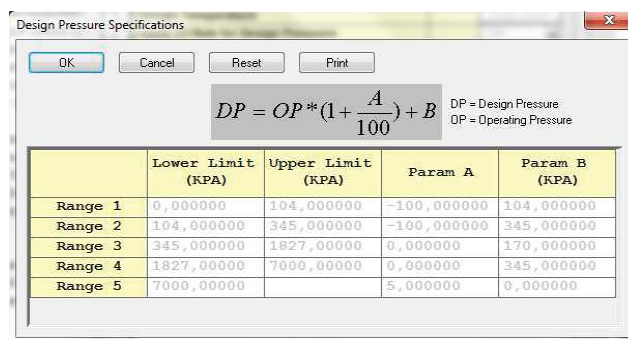 Design Pressure Specifications
OK Cancel Reset Print
DP = OP*(1+ A/100)+ B
DP = Design Pressure
OP = Operating Pressure
Lower Limit (KPA) Upper Limit (KPA) Param A Param B (KPA)
Range 1 0,000000 104,000000 -100,000000 104,000000
Range 2 104,000000 345,000000 -100,000000 345,000000
Range 3 345,000000 1827,00000 0,000000 170,000000
Range 4 1827,00000 7000,00000 0,000000 345,000000
Range 5 7000,00000 5,000000 0,000000